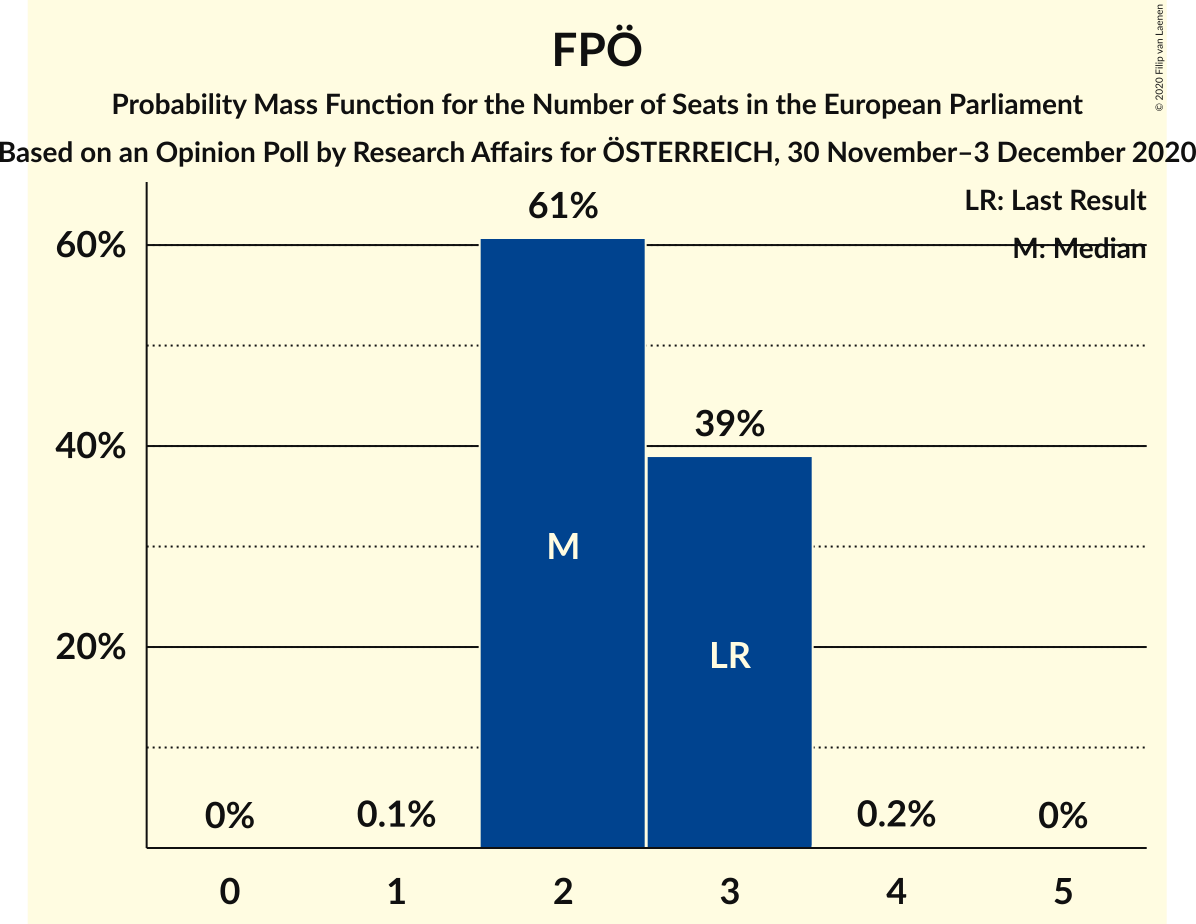 FPÖ
Probability Mass Function for the Number of Seats in the European Parliament
Based on an Opinion Poll by Research Affairs for ÖSTERREICH, 30 November–3 December 2020
© 2020 Filip van Laenen
LR: Last Result
M: Median
61%
60%
39%
40%
M
LR
20%
0%
0.1%
0.2%
0%
0
1
2
3
4
5